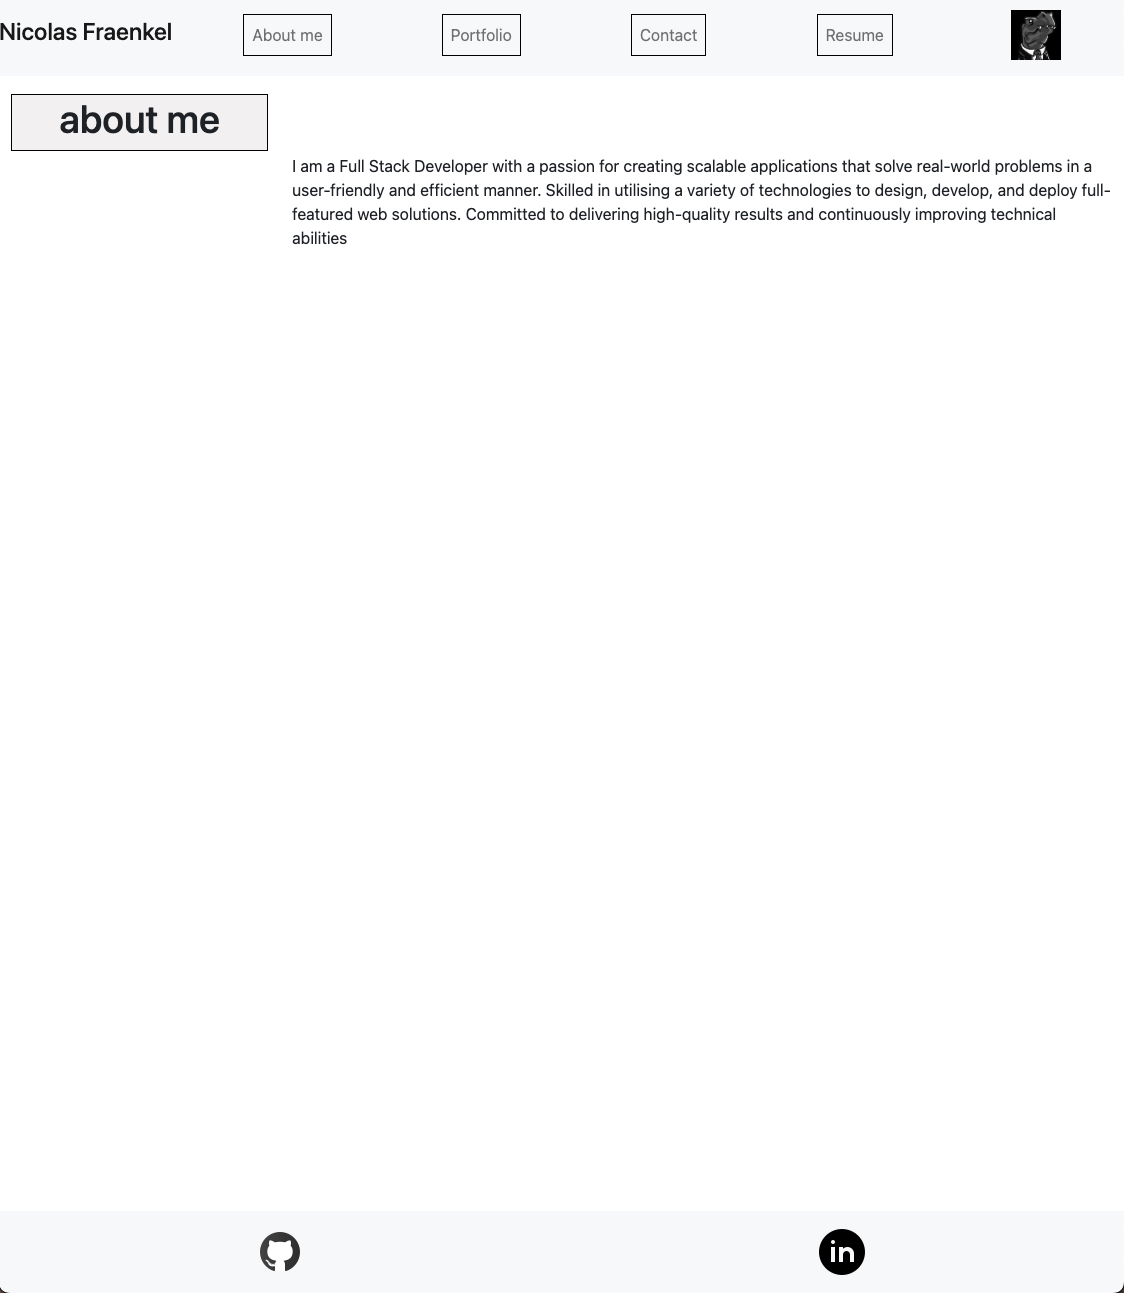 Nicolas Fraenkel
About me
Portfolio
Contact
Resume
about me
I am a Full Stack Developer with a passion for creating scalable applications that solve real-world problems in a
user-friendly and efficient manner. Skilled in utilising a variety of technologies to design, develop, and deploy full-
featured web solutions. Committed to delivering high-quality results and continuously improving technical
abilities
in